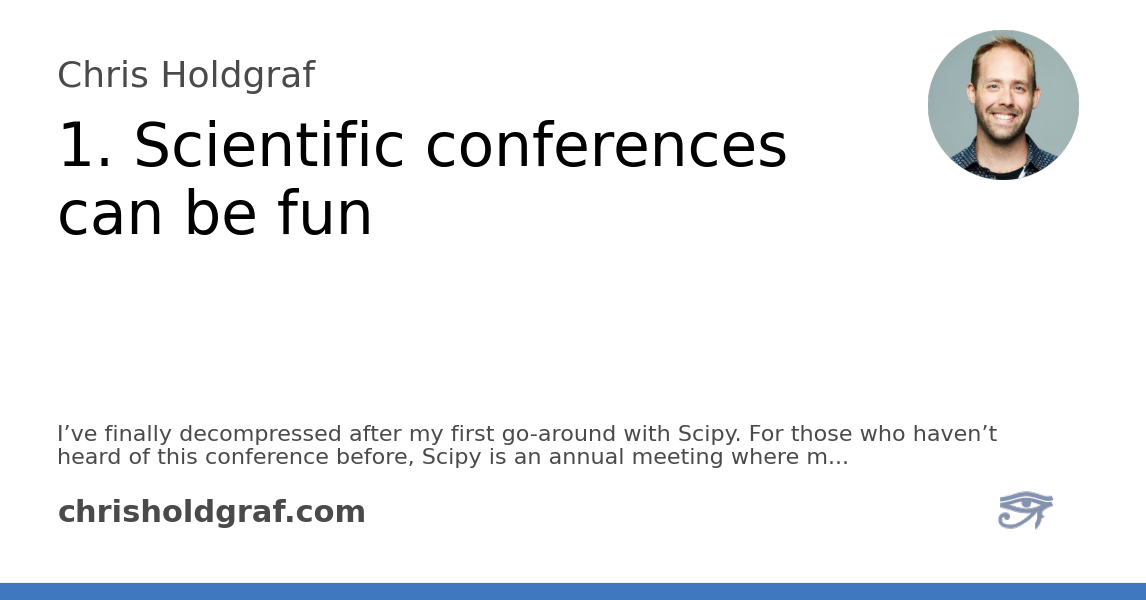 Chris Holdgraf
1. Scientific conferences
can be fun
I’ve finally decompressed after my first go-around with Scipy. For those who haven’t
heard of this conference before, Scipy is an annual meeting where m...
chrisholdgraf.com